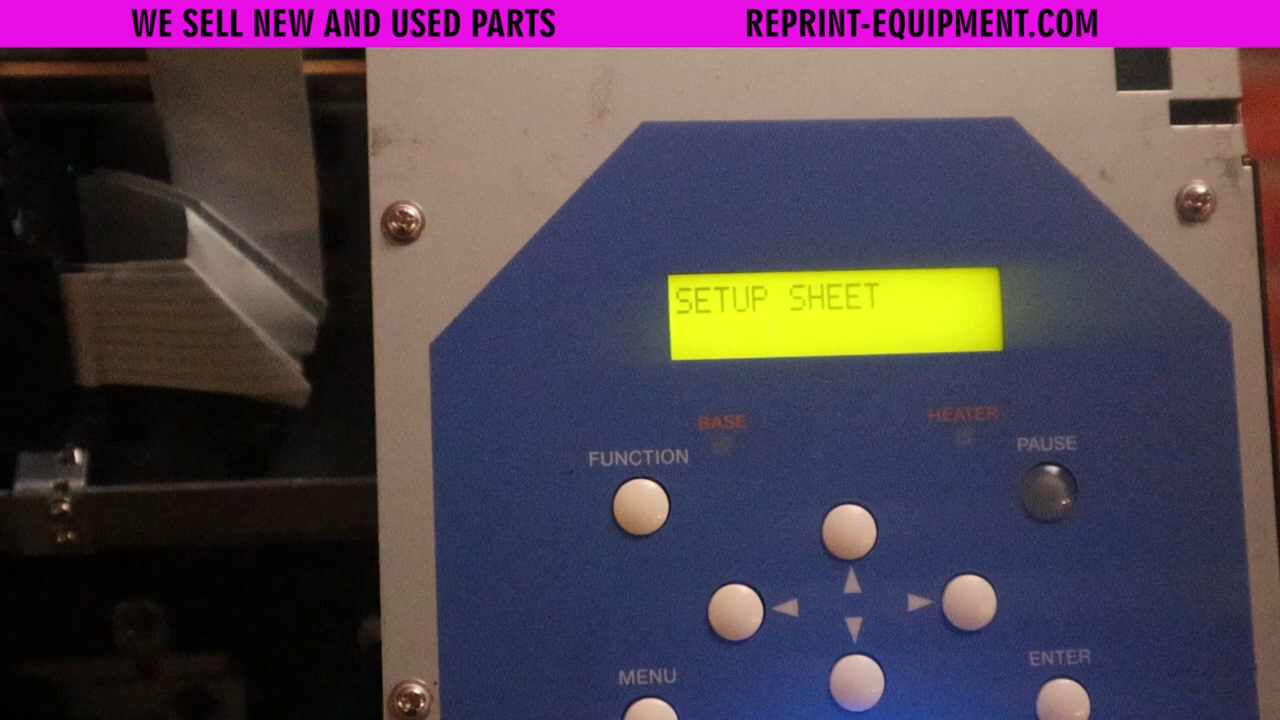 WE SELL NEW AND USED PARTS
REPRINT-EQUIPMENT.COM
SETUP SHEET
BASE
HEATER
FUNCTION
PAUSE
MENU
ENTER